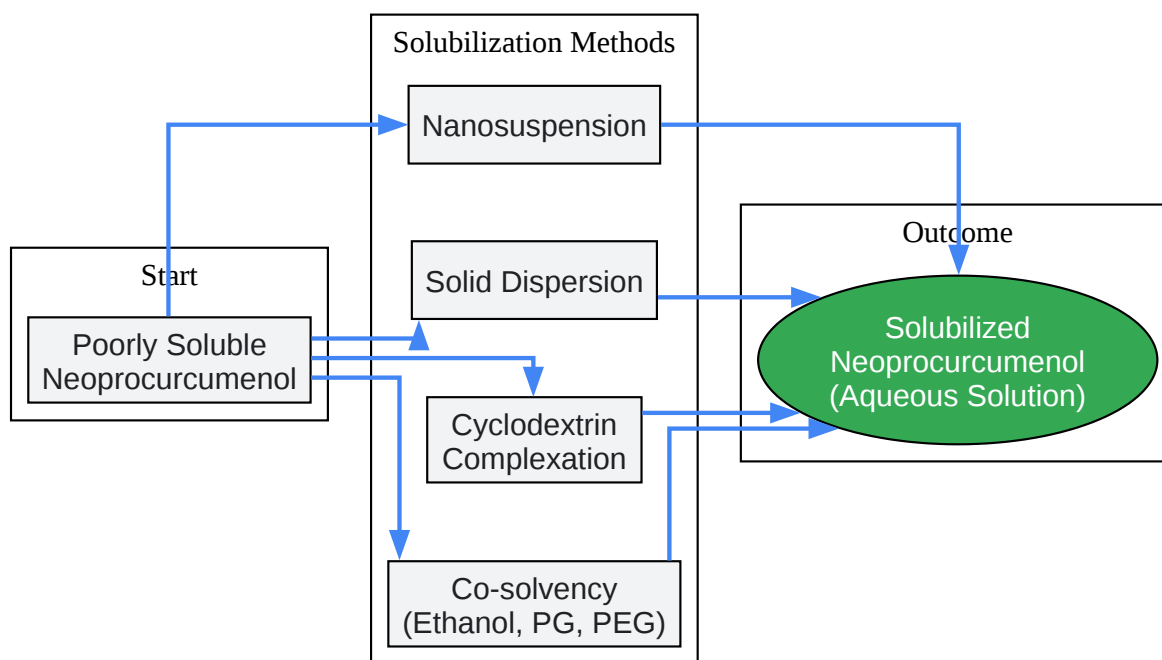 Start
Poorly Soluble
Neoprocurcumenol
Solubilization Methods
Nanosuspension
Solid Dispersion
Cyclodextrin
Complexation
Co-solvency
(Ethanol, PG, PEG)
Outcome
Solubilized
Neoprocurcumenol
(Aqueous Solution)